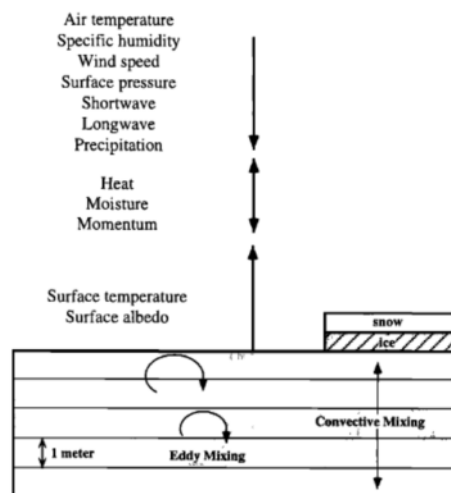 Air temperature
Specific humidity
Wind speed
Surface pressure
Shortwave
Longwave
Precipitation
Heat
Moisture
Momentum
Surface temperature
Surface albedo
snow
ice
Convective Mixing
1 meter
Eddy Mixing